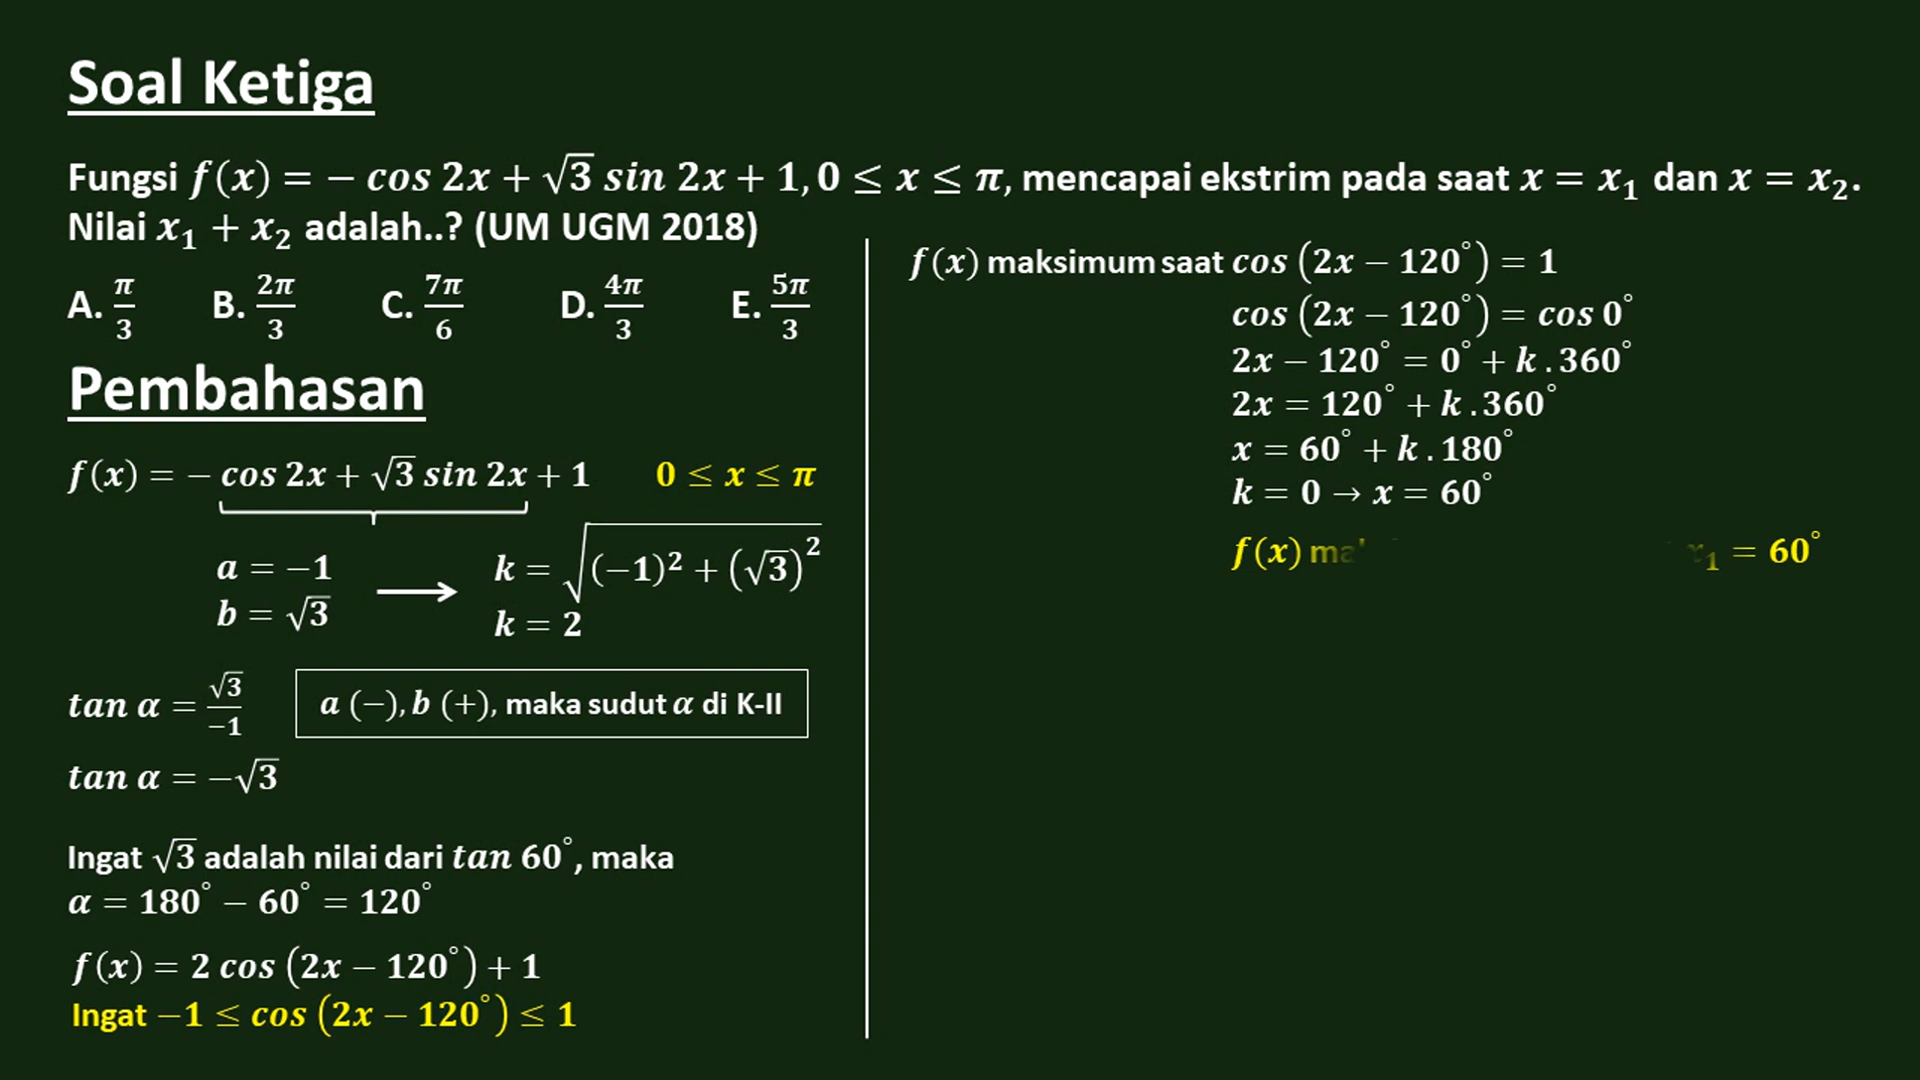 Soal Ketiga
Fungsi f(x) = − cos 2x + √3 sin 2x + 1, 0 ≤ x ≤ π, mencapai ekstrim pada saat x = x₁ dan x = x₂.
Nilai x₁ + x₂ adalah..? (UM UGM 2018)
A. π/3 B. 2π/3 C. 7π/6 D. 4π/3 E. 5π/3
Pembahasan
f(x) = − cos 2x + √3 sin 2x + 1 0 ≤ x ≤ π
a = −1
b = √3
→
k = √((−1)² + (√3)²)
k = 2
tan α = √3/−1
a (−), b (+), maka sudut α di K-II
tan α = −√3
Ingat √3 adalah nilai dari tan 60°, maka
α = 180° − 60° = 120°
f(x) = 2 cos (2x − 120°) + 1
Ingat −1 ≤ cos (2x − 120°) ≤ 1
f(x) maksimum saat cos (2x − 120°) = 1
cos (2x − 120°) = cos 0°
2x − 120° = 0° + k .360°
2x = 120° + k .360°
x = 60° + k . 180°
k = 0 → x = 60°
f(x) x₁ = 60°